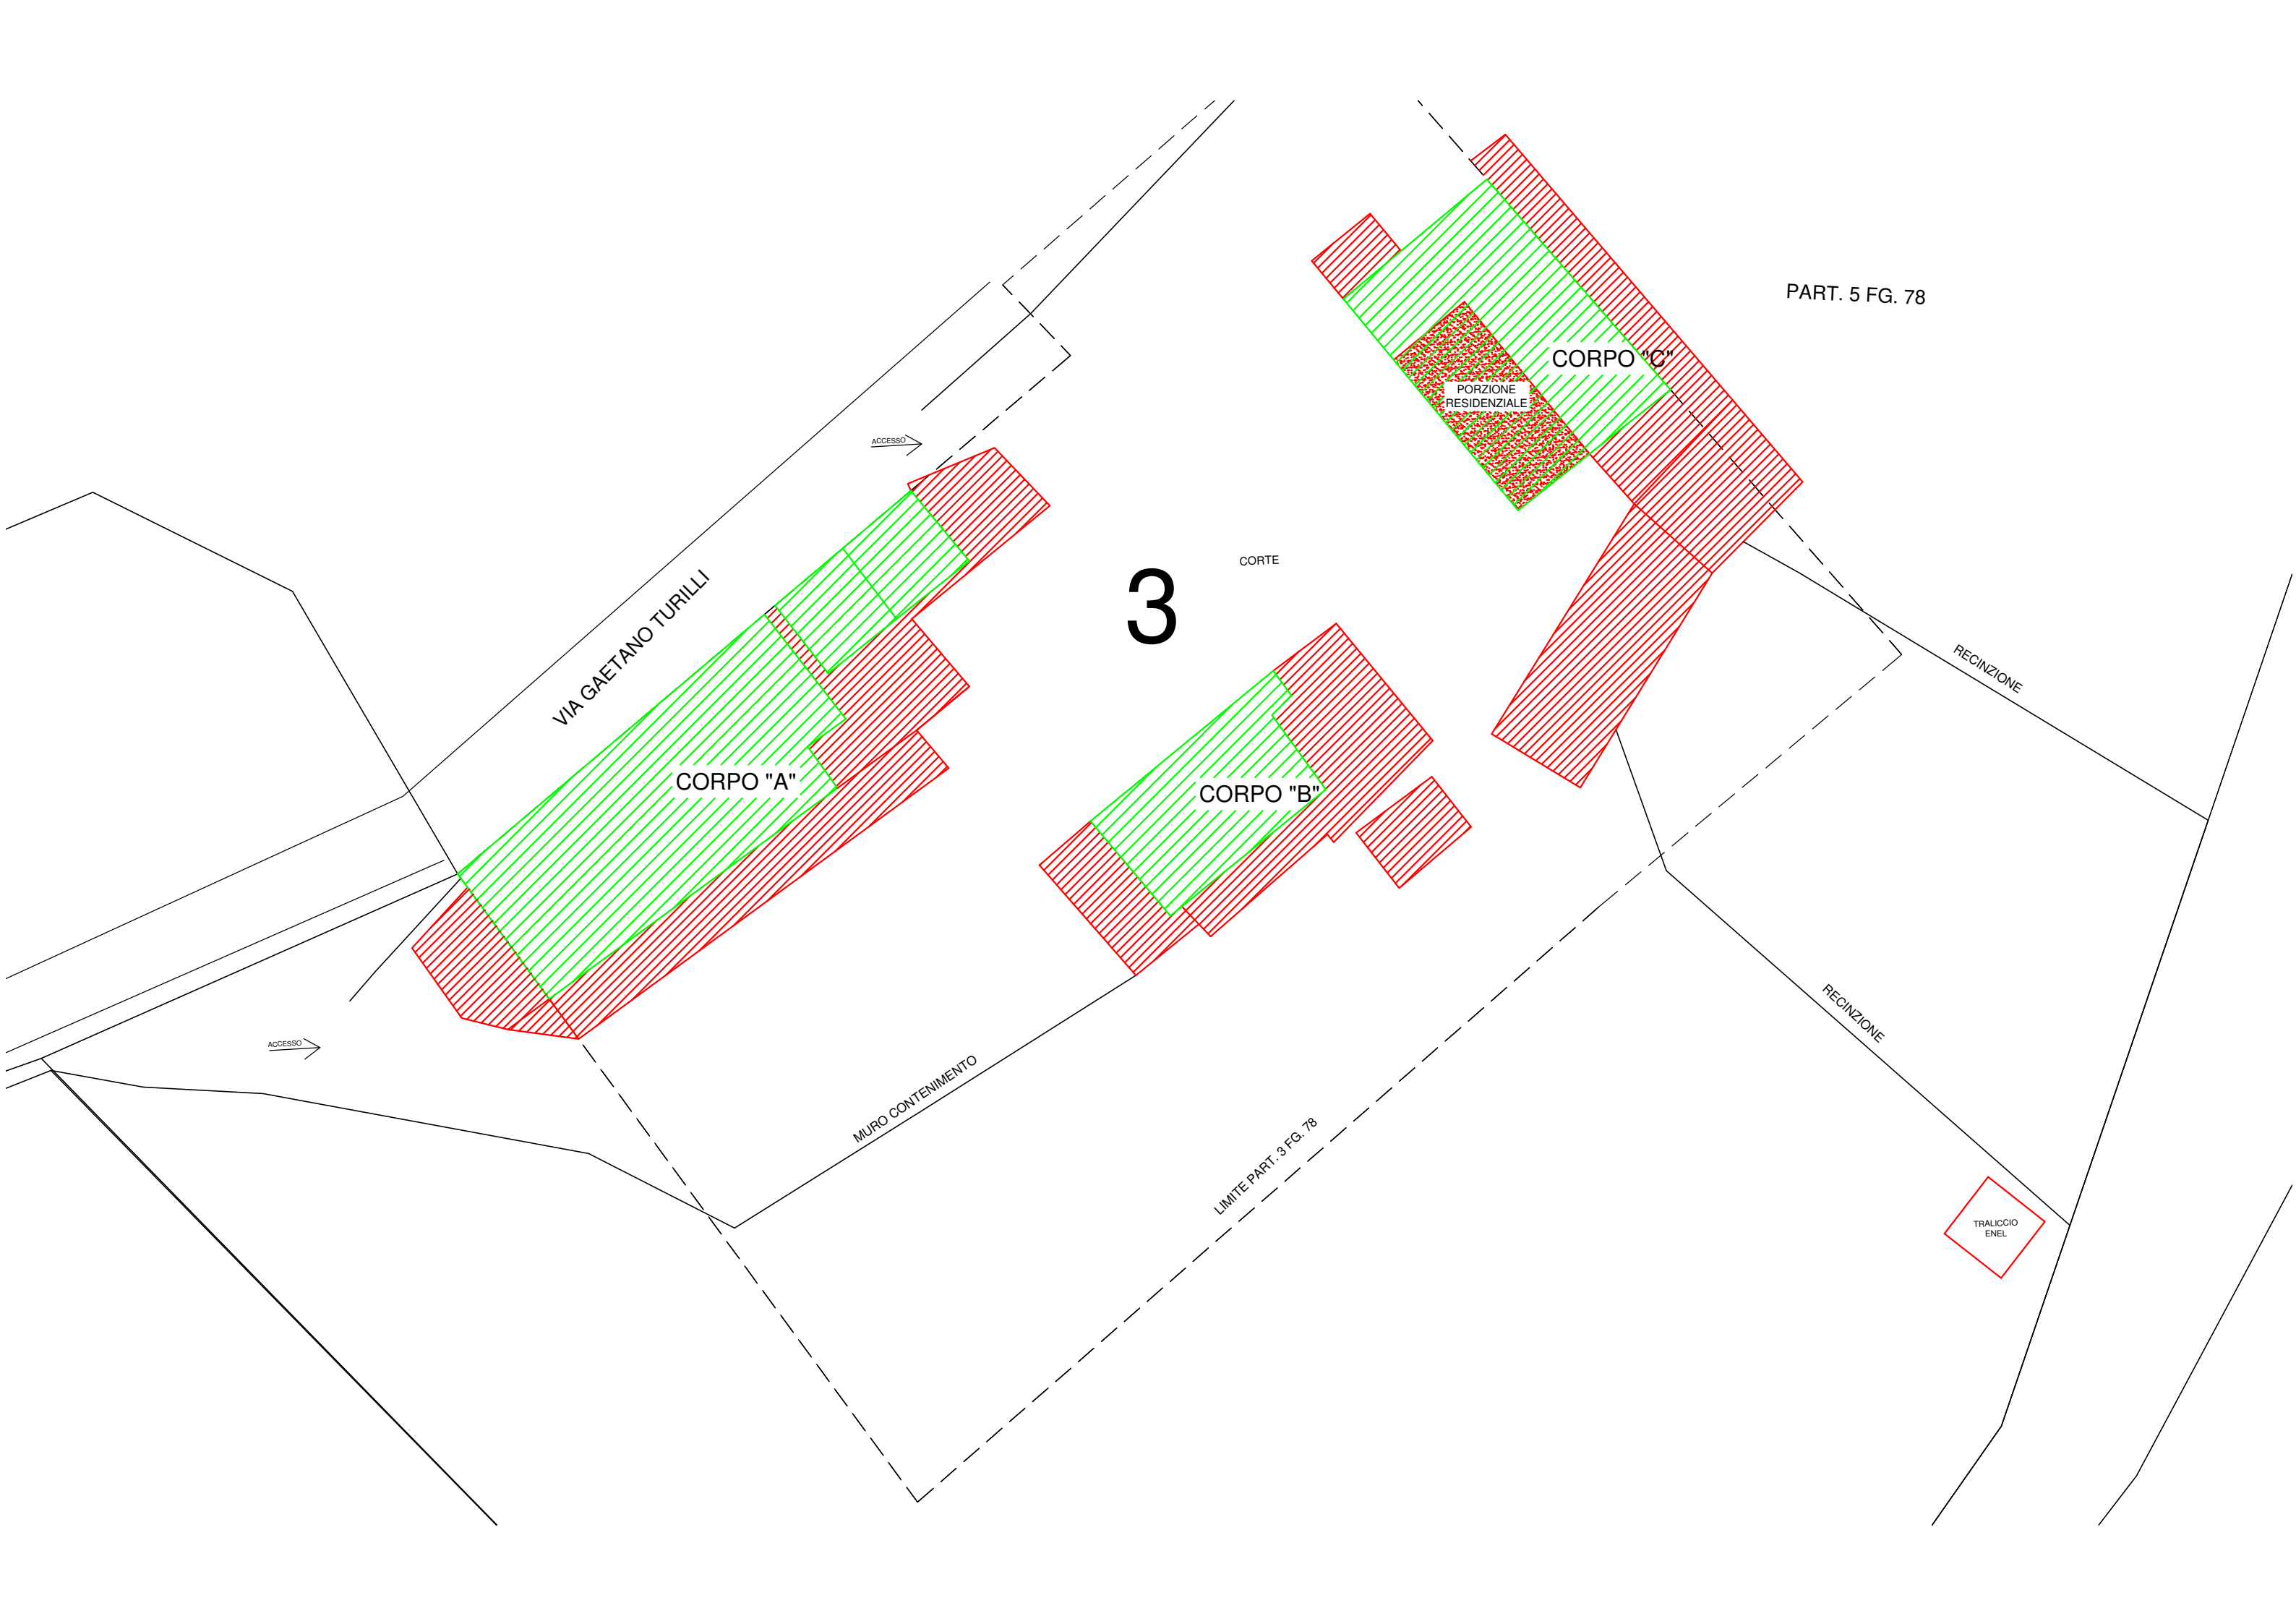 PART. 5 FG. 78
CORPO "C"
PORZIONE
RESIDENZIALE
ACCESSO
CORTE
3
VIA GAETANO TURILLI
RECINZIONE
CORPO "A"
CORPO "B"
RECINZIONE
ACCESSO
MURO CONTENIMENTO
LIMITE PART. 3 FG. 78
TRALICCIO
ENEL